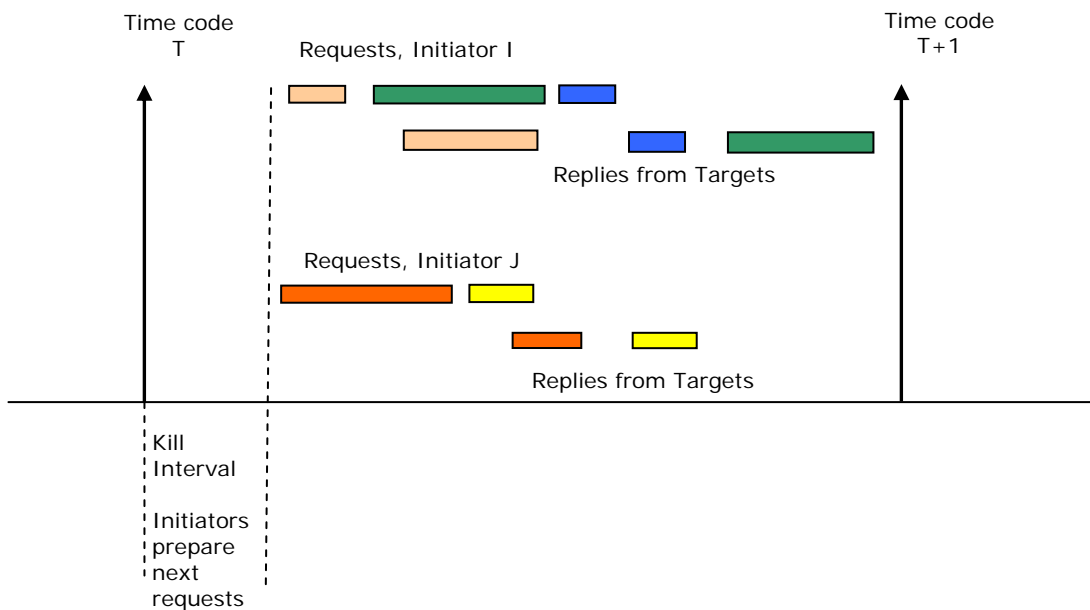 Time code
T
Time code
T+1
Requests, Initiator I
Replies from Targets
Requests, Initiator J
Replies from Targets
Kill
Interval
Initiators
prepare
next
requests